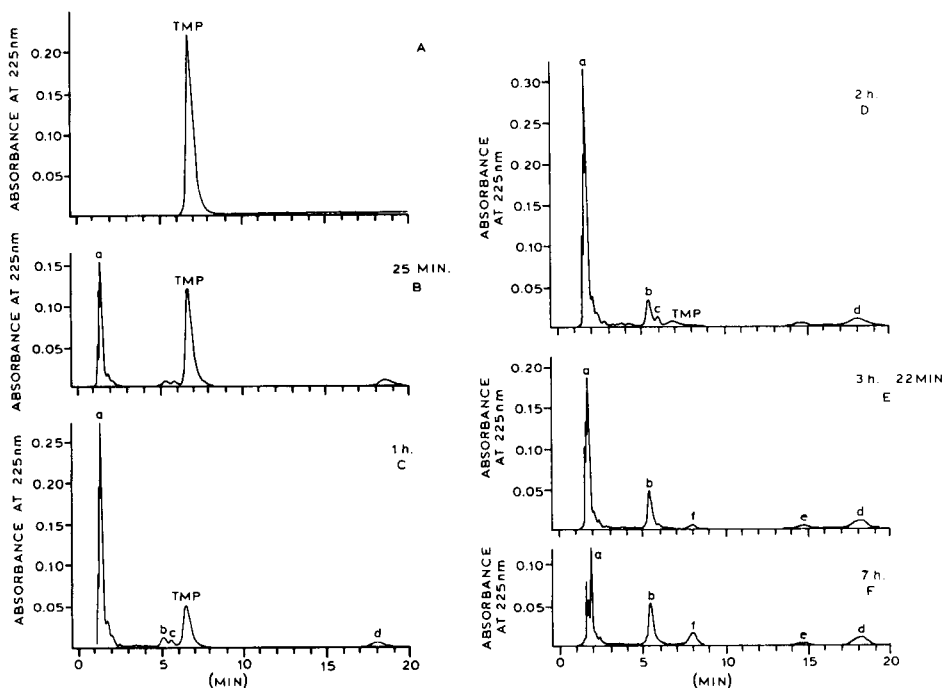 ABSORBANCE AT 225nm
0.20
0.15
0.10
0.05
TMP
A
ABSORBANCE AT 225nm
0.15
0.10
0.05
a
TMP
25 MIN.
B
ABSORBANCE AT 225nm
0.25
0.20
0.15
0.10
0.05
a
b
c
TMP
d
1 h.
C
0 5 10 15 20
(MIN)
ABSORBANCE
AT 225nm
0.30
0.20
0.10
0.05
a
b
c
TMP
d
2 h.
D
ABSORBANCE
AT 225nm
0.20
0.15
0.10
0.05
a
b
f
e
d
3 h. 22MIN
E
ABSORBANCE
AT 225nm
0.10
0.05
a
b
f
e
d
7 h.
F
0 5 10 15 20
(MIN)